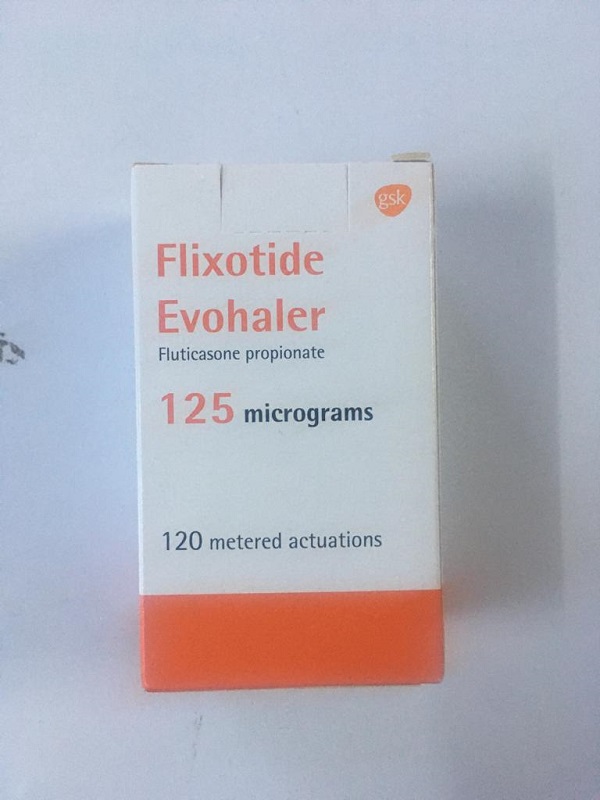 gsk
Flixotide
Evohaler
Fluticasone propionate
125 micrograms
120 metered actuations